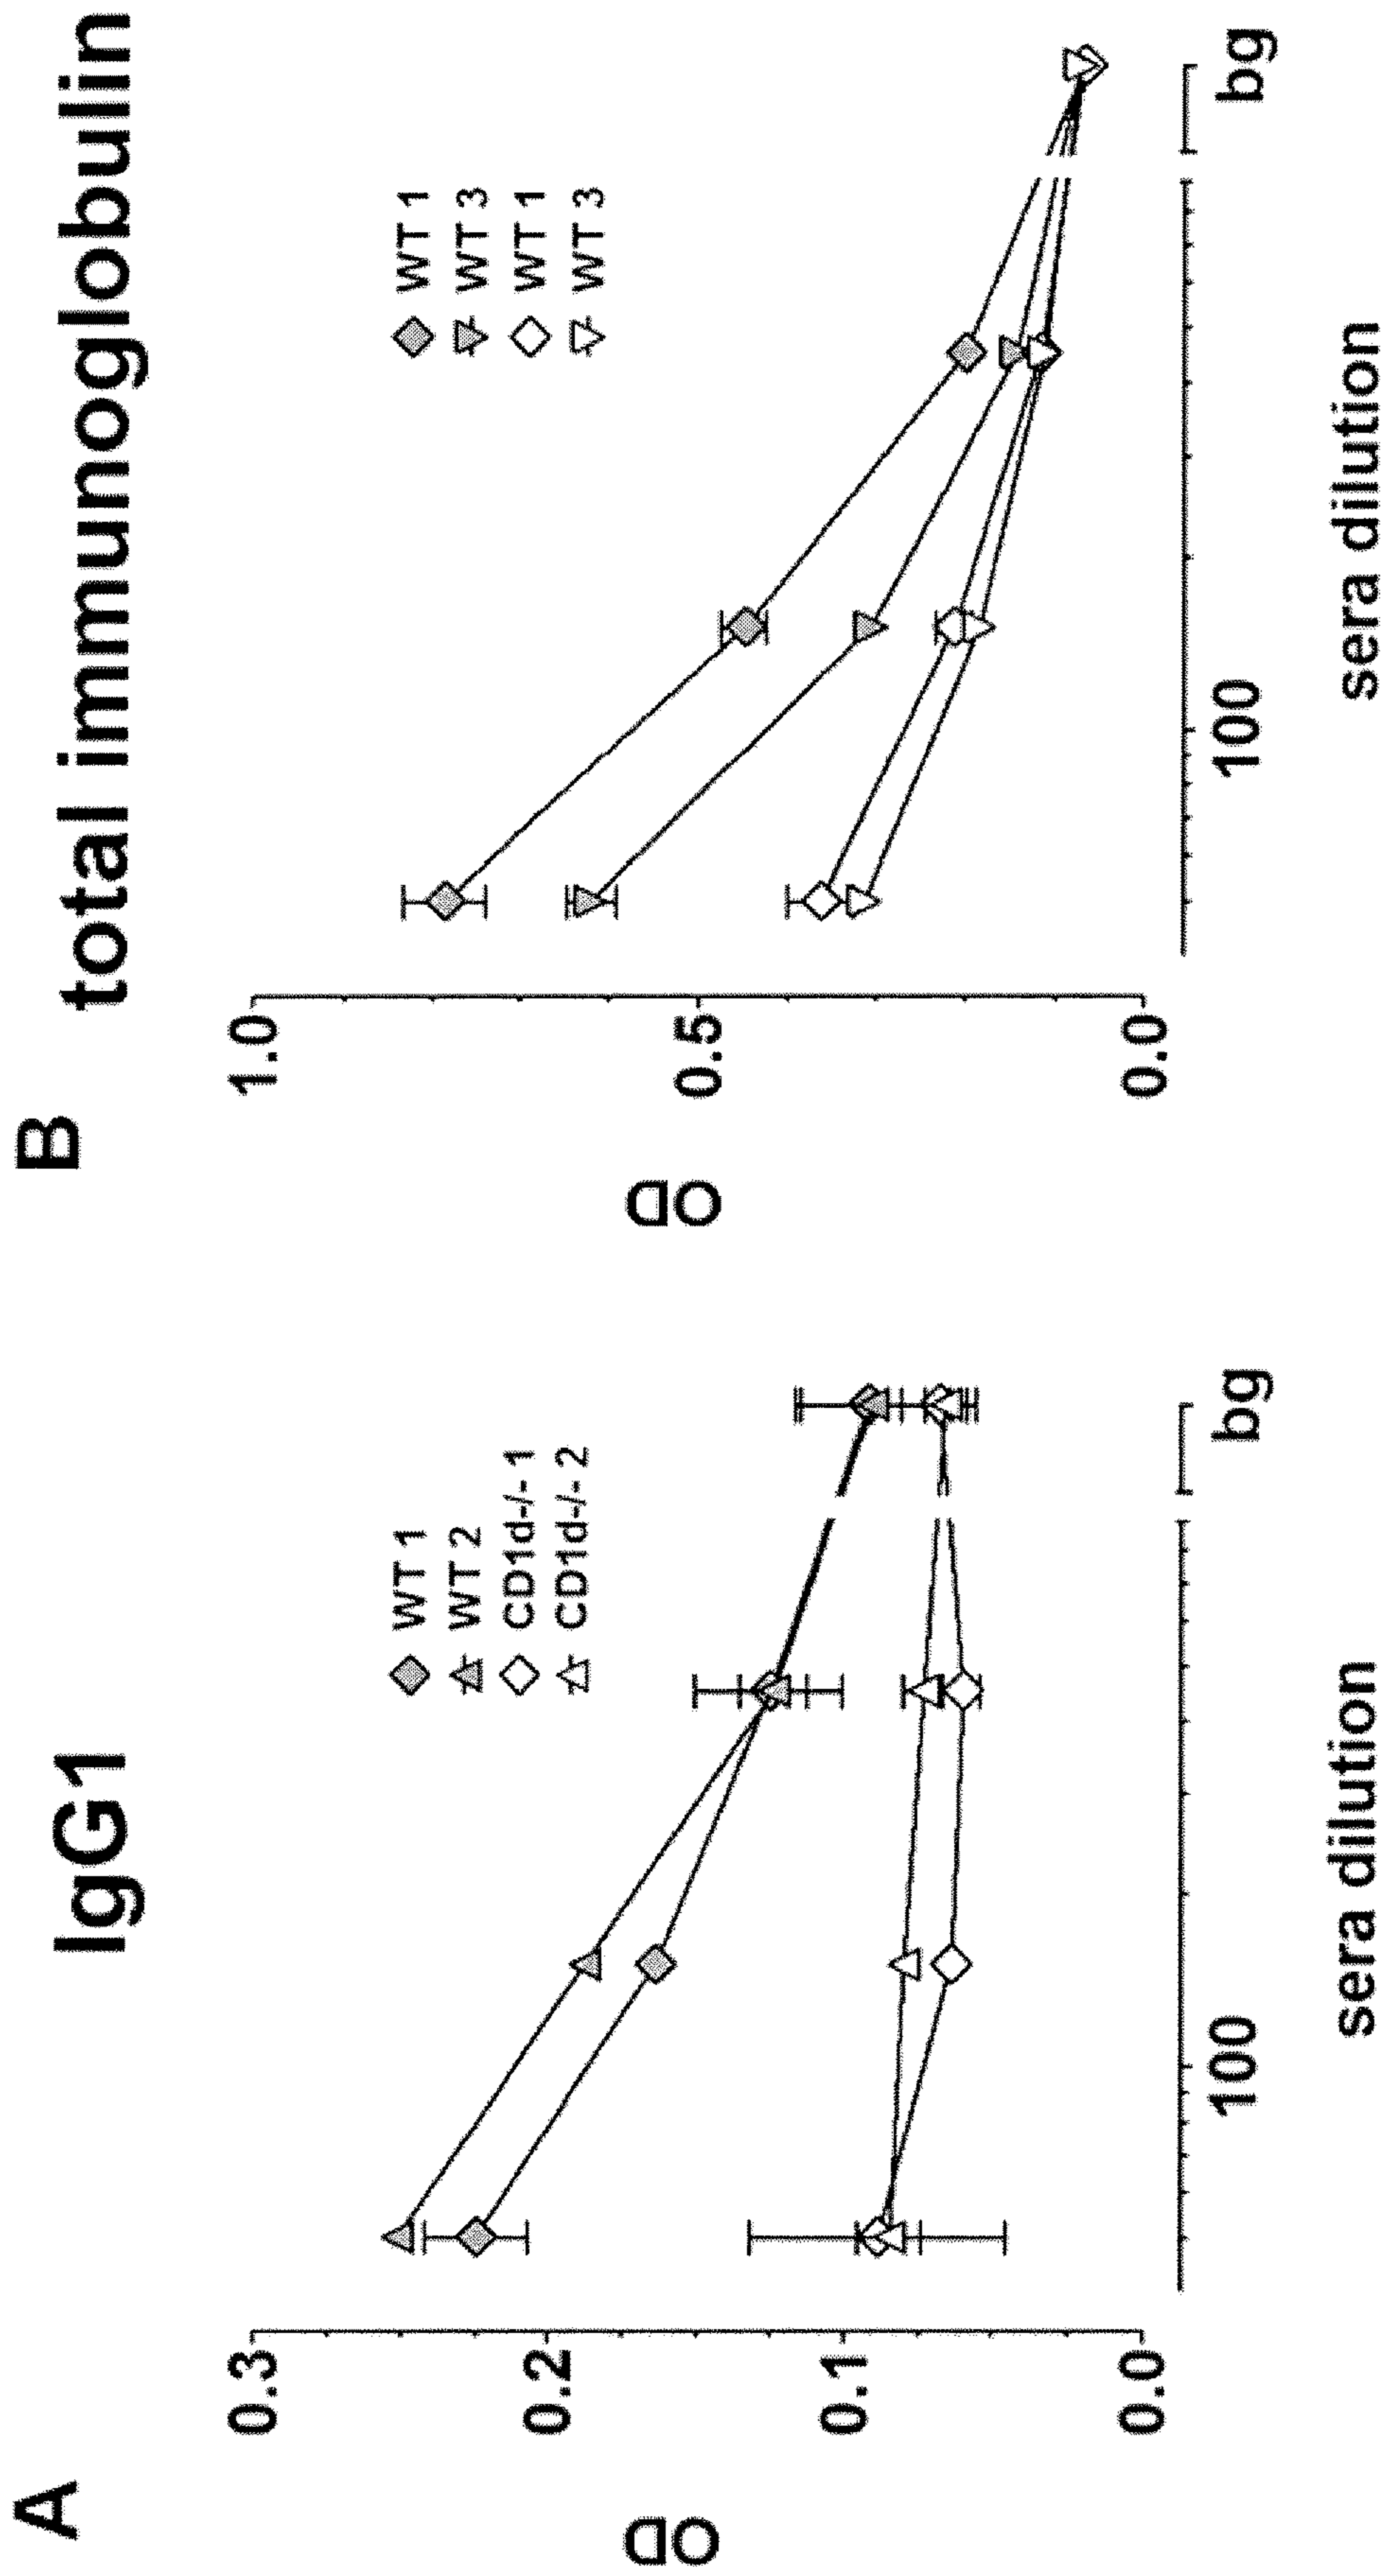 A
IgG1
OD
0.3
0.2
0.1
0.0
WT 1
WT 2
CD1d-/- 1
CD1d-/- 2
100
bg
sera dilution
B
total immunoglobulin
OD
1.0
0.5
0.0
WT 1
WT 3
WT 1
WT 3
100
bg
sera dilution